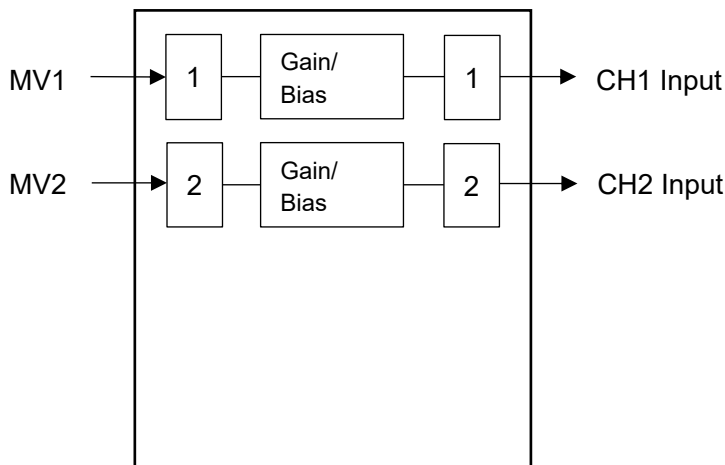 MV1
1
Gain/
Bias
1
CH1 Input
MV2
2
Gain/
Bias
2
CH2 Input